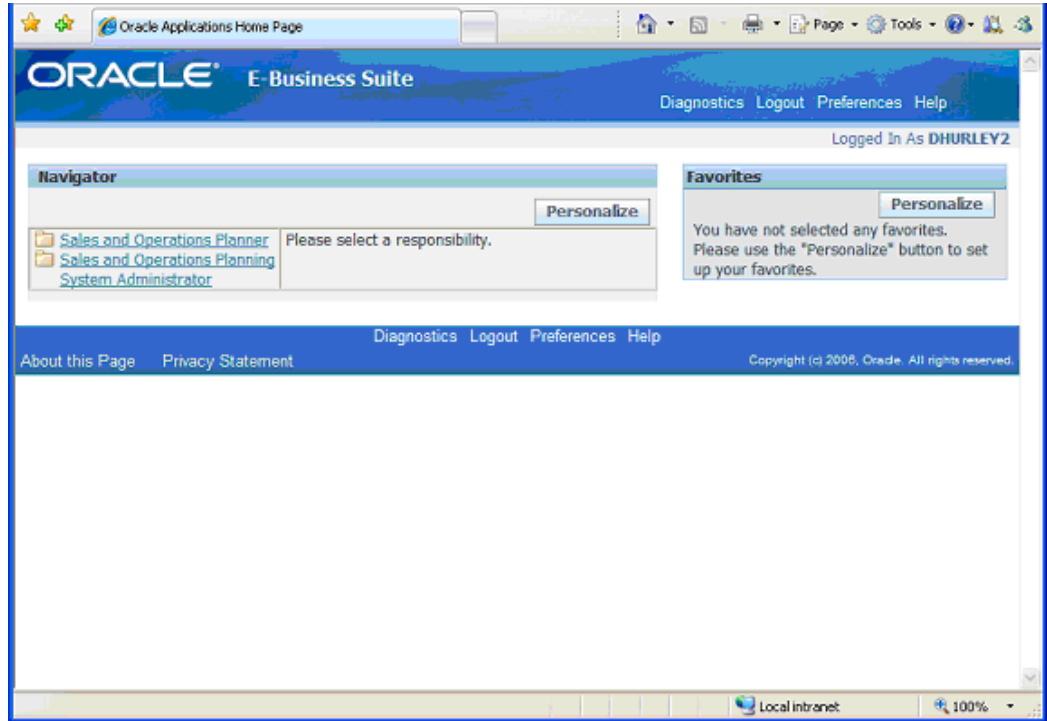 Oracle Applications Home Page
Page Tools
ORACLE E-Business Suite
Diagnostics Logout Preferences Help
Logged In As DHURLEY2
Navigator
Personalize
Sales and Operations Planner
Sales and Operations Planning
System Administrator
Please select a responsibility.
Favorites
Personalize
You have not selected any favorites.
Please use the "Personalize" button to set
up your favorites.
Diagnostics Logout Preferences Help
About this Page Privacy Statement
Copyright (c) 2006, Oracle. All rights reserved.
Local intranet 100%